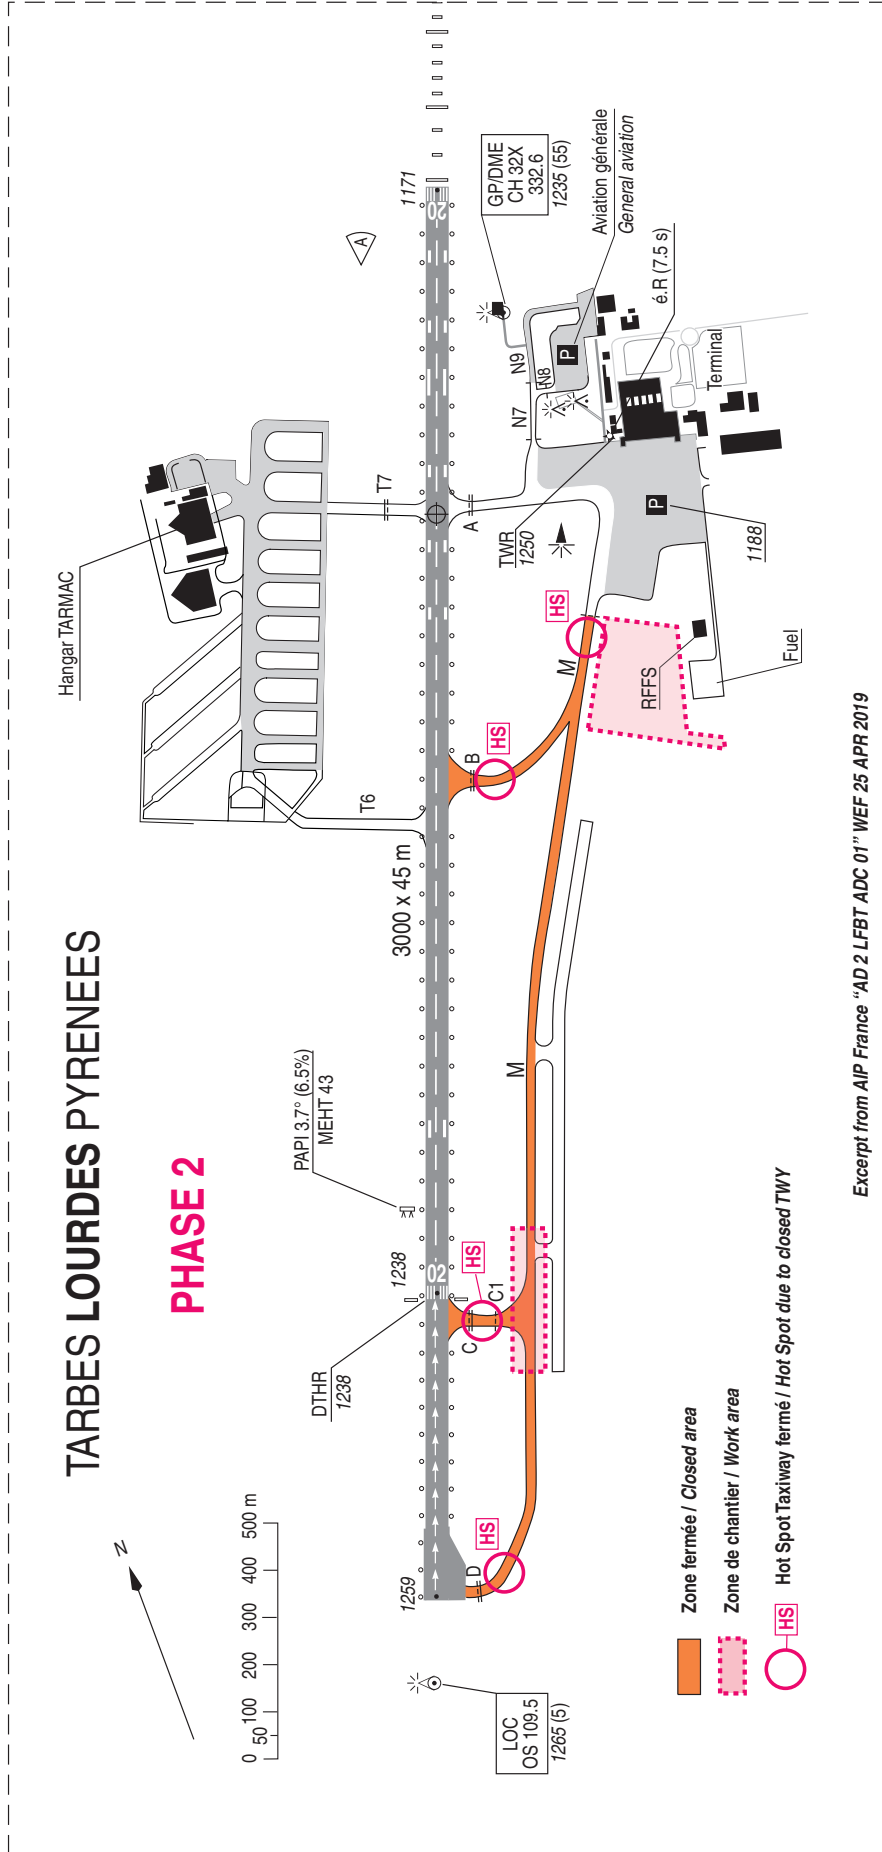 TARBES LOURDES PYRENEES
PHASE 2
N
0 50 100 200 300 400 500 m
Hangar TARMAC
T6
T7
A
1171
20
GP/DME
CH 32X
332.6
1235 (55)
Aviation générale
General aviation
é.R (7.5 s)
N9
N8
N7
P
Terminal
TWR
1250
A
P
1188
HS
M
RFFS
Fuel
B
HS
3000 x 45 m
M
PAPI 3.7° (6.5%)
MEHT 43
1238
02
DTHR
1238
HS
C1
C
HS
D
1259
LOC
OS 109.5
1265 (5)
Zone fermée / Closed area
Zone de chantier / Work area
HS
Hot Spot Taxiway fermé / Hot Spot due to closed TWY
Excerpt from AIP France “AD 2 LFBT ADC 01” WEF 25 APR 2019